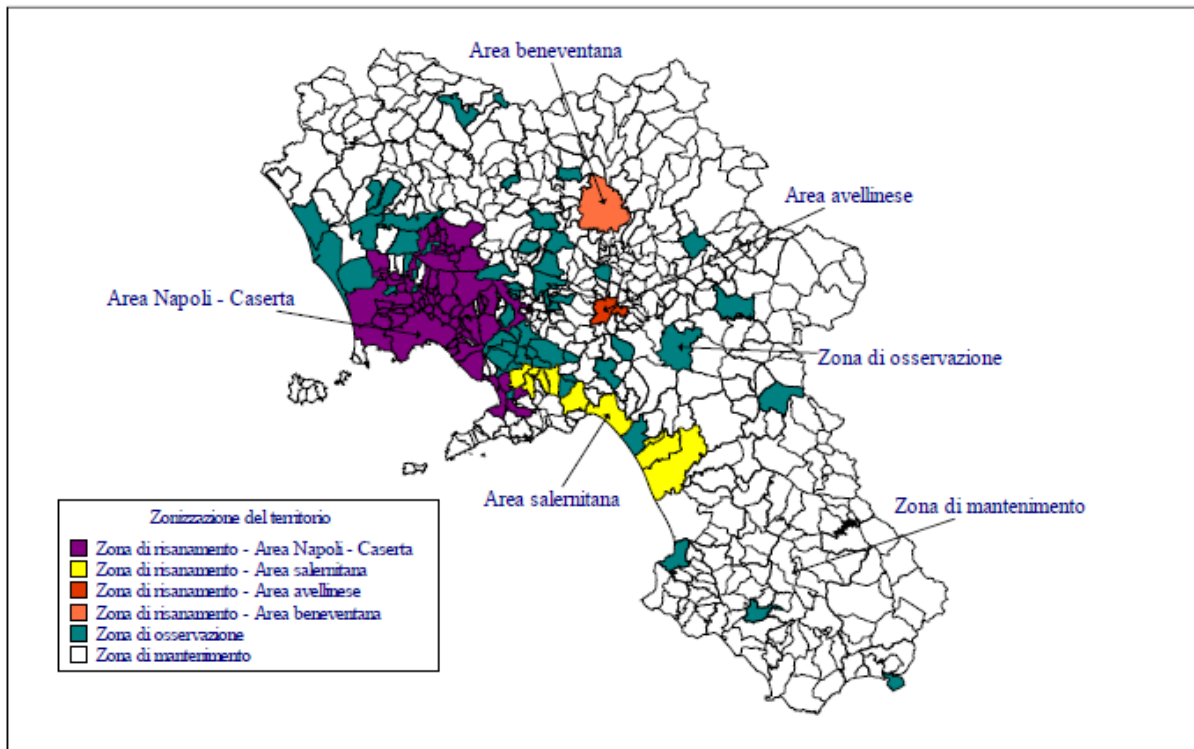 Area beneventana
Area avellinese
Area Napoli - Caserta
Zona di osservazione
Area salernitana
Zona di mantenimento
Zonizzazione del territorio
Zona di risanamento - Area Napoli - Caserta
Zona di risanamento - Area salernitana
Zona di risanamento - Area avellinese
Zona di risanamento - Area beneventana
Zona di osservazione
Zona di mantenimento